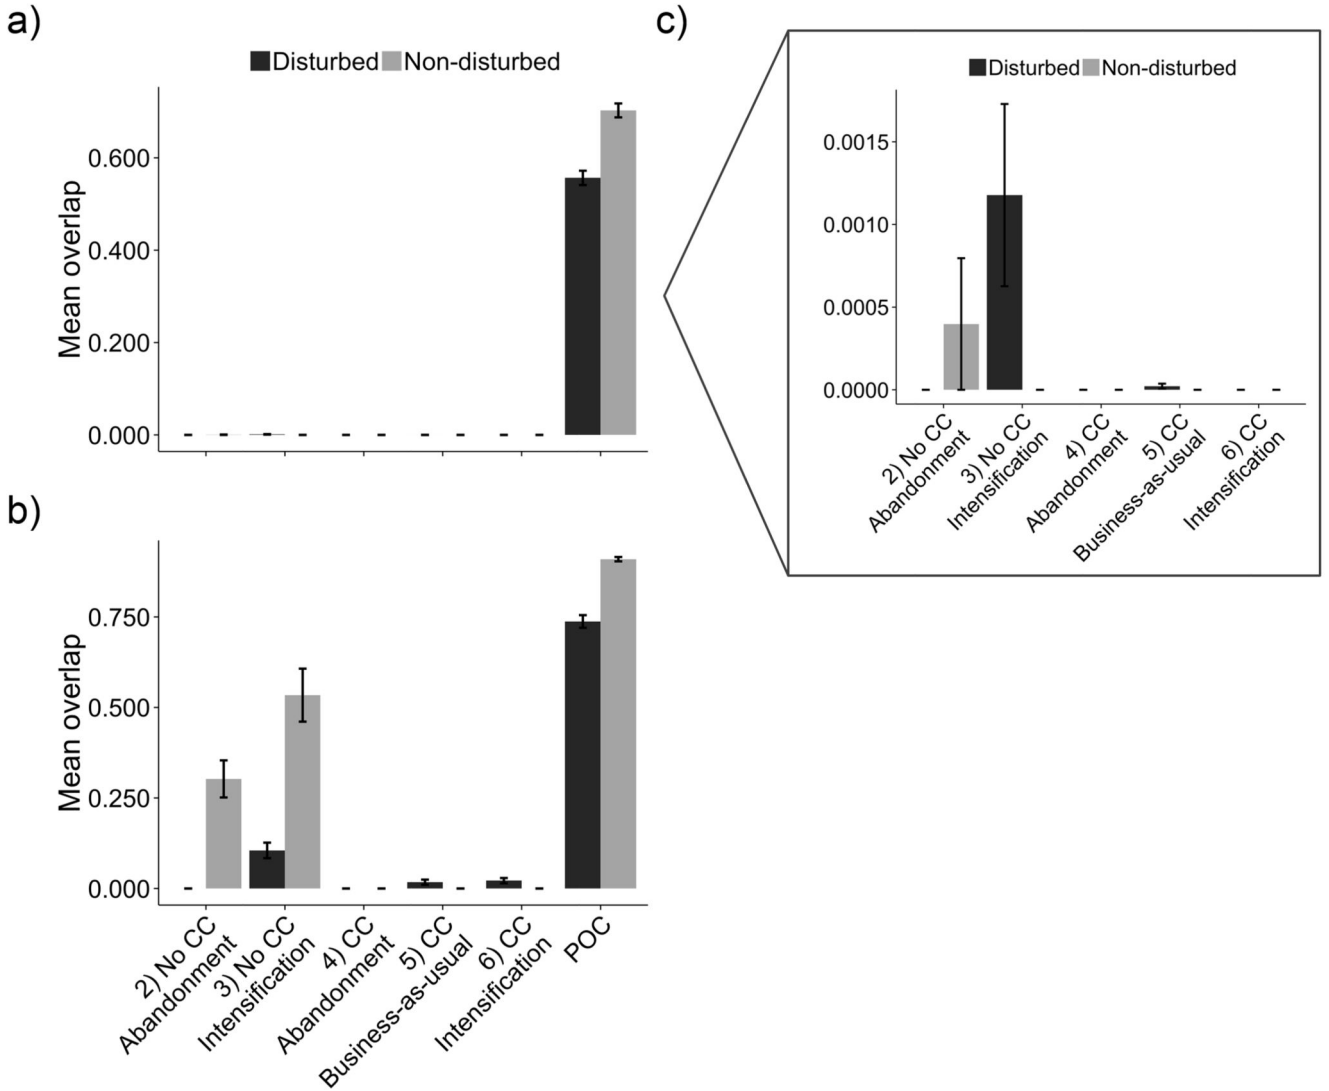 a)
Disturbed Non-disturbed
Mean overlap
0.600
0.400
0.200
0.000
b)
Mean overlap
0.750
0.500
0.250
0.000
2) No CC
Abandonment
3) No CC
Intensification
4) CC
Abandonment
5) CC
Business-as-usual
6) CC
Intensification
POC
c)
Disturbed Non-disturbed
0.0015
0.0010
0.0005
0.0000
2) No CC
Abandonment
3) No CC
Intensification
4) CC
Abandonment
5) CC
Business-as-usual
6) CC
Intensification